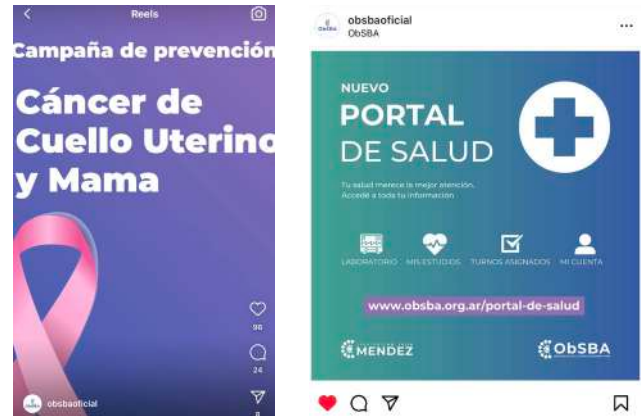 Reels
Campaña de prevención
Cáncer de
Cuello Uterino
y Mama
96
24
8
obsbaoficial
obsbaoficial
ObSBA
NUEVO
PORTAL
DE SALUD
Tu salud merece la mejor atención.
Accedé a toda tu información
LABORATORIO MIS ESTUDIOS TURNOS ASIGNADOS MI CUENTA
www.obsba.org.ar/portal-de-salud
MENDEZ
ObSBA